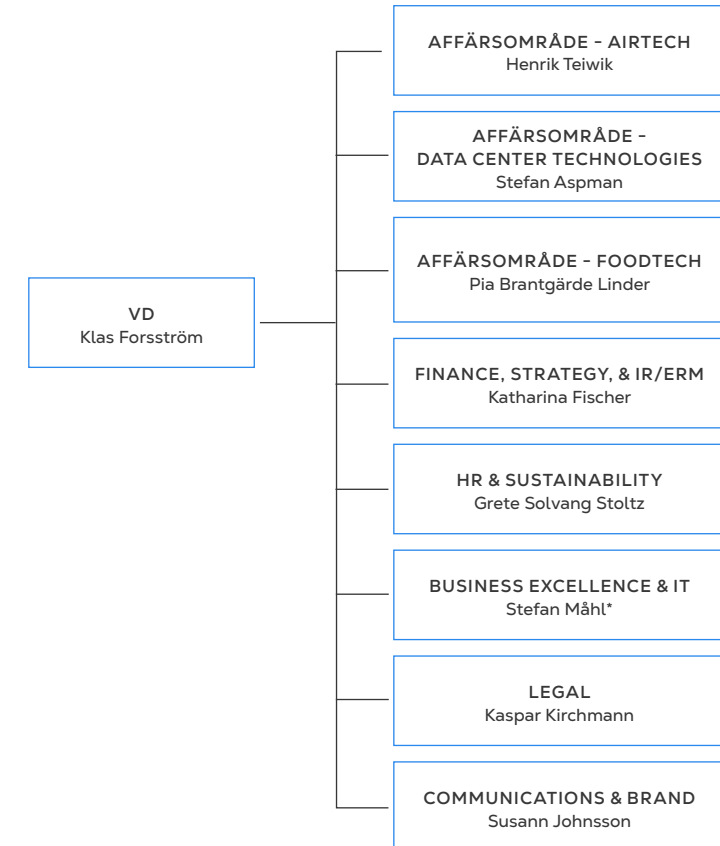 AFFÄRSOMRÅDE - AIRTECH
Henrik Teiwik
AFFÄRSOMRÅDE -
DATA CENTER TECHNOLOGIES
Stefan Aspman
AFFÄRSOMRÅDE - FOODTECH
Pia Brantgärde Linder
VD
Klas Forsström
FINANCE, STRATEGY, & IR/ERM
Katharina Fischer
HR & SUSTAINABILITY
Grete Solvang Stoltz
BUSINESS EXCELLENCE & IT
Stefan Måhl*
LEGAL
Kaspar Kirchmann
COMMUNICATIONS & BRAND
Susann Johnsson